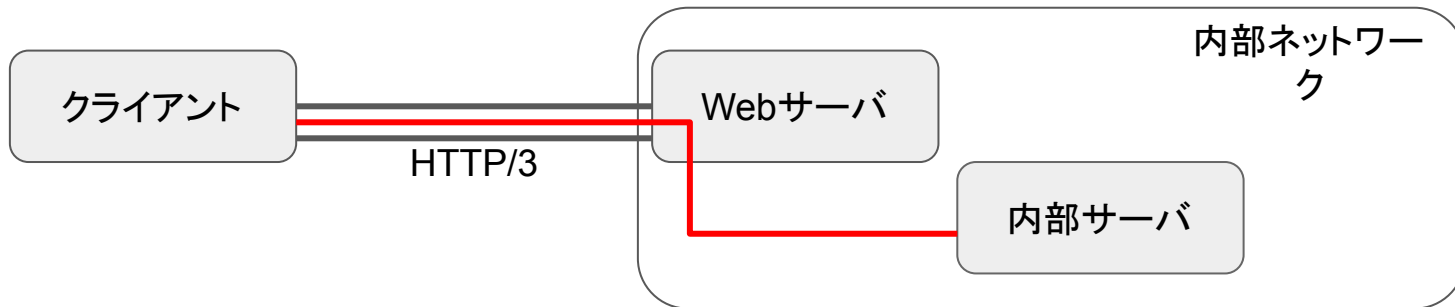 内部ネットワー
ク
クライアント
Webサーバ
HTTP/3
内部サーバ